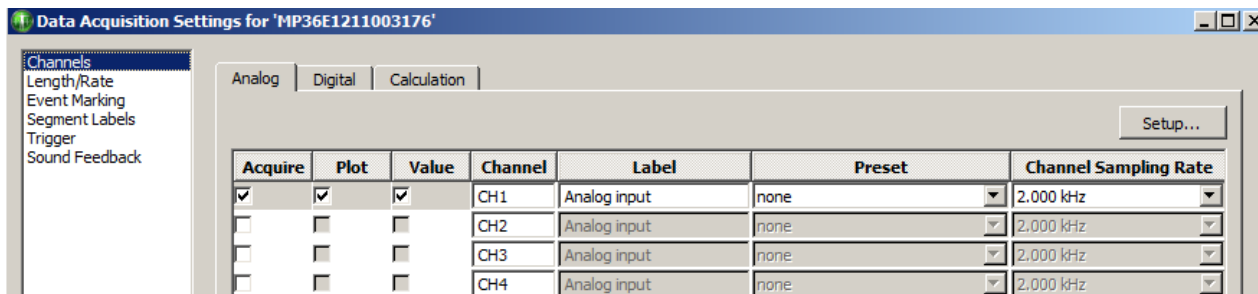 Data Acquisition Settings for 'MP36E1211003176'
Channels
Length/Rate
Event Marking
Segment Labels
Trigger
Sound Feedback
Analog Digital Calculation
Setup...
Acquire Plot Value Channel Label Preset Channel Sampling Rate
CH1 Analog input none 2.000 kHz
CH2 Analog input none 2.000 kHz
CH3 Analog input none 2.000 kHz
CH4 Analog input none 2.000 kHz